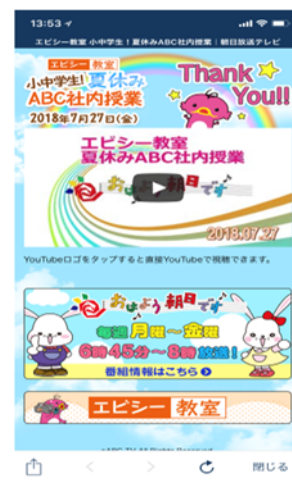 13:53
エビシー教室 小中学生！夏休みABC社内授業｜朝日放送テレビ
エビシー 教室
小中学生！夏休み
ABC社内授業
2018年7月27日(金)
Thank
You!!
エビシー教室
夏休みABC社内授業
おはよう朝日です
2018.07.27
YouTubeロゴをタップすると直接YouTubeで視聴できます。
おはよう朝日です
毎週月曜～金曜
6時45分～8時放送！
番組情報はこちら
エビシー 教室
ABC TV All Rights Reserved
閉じる